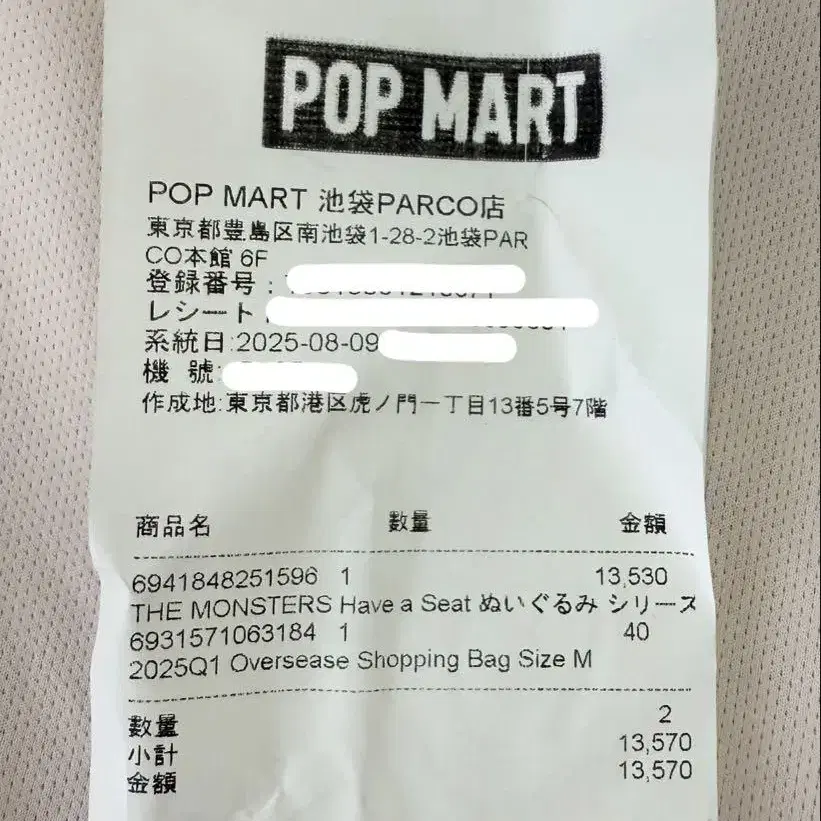 POP MART
POP MART 池袋PARCO店
東京都豊島区南池袋1-28-2池袋PAR
CO本館 6F
登録番号:
レシート
系統日:2025-08-09
機 號:
作成地:東京都港区虎ノ門一丁目13番5号7階
商品名 數量 金額
6941848251596 1 13,530
THE MONSTERS Have a Seat ぬいぐるみ シリーズ
6931571063184 1 40
2025Q1 Oversease Shopping Bag Size M
數量 2
小計 13,570
金額 13,570